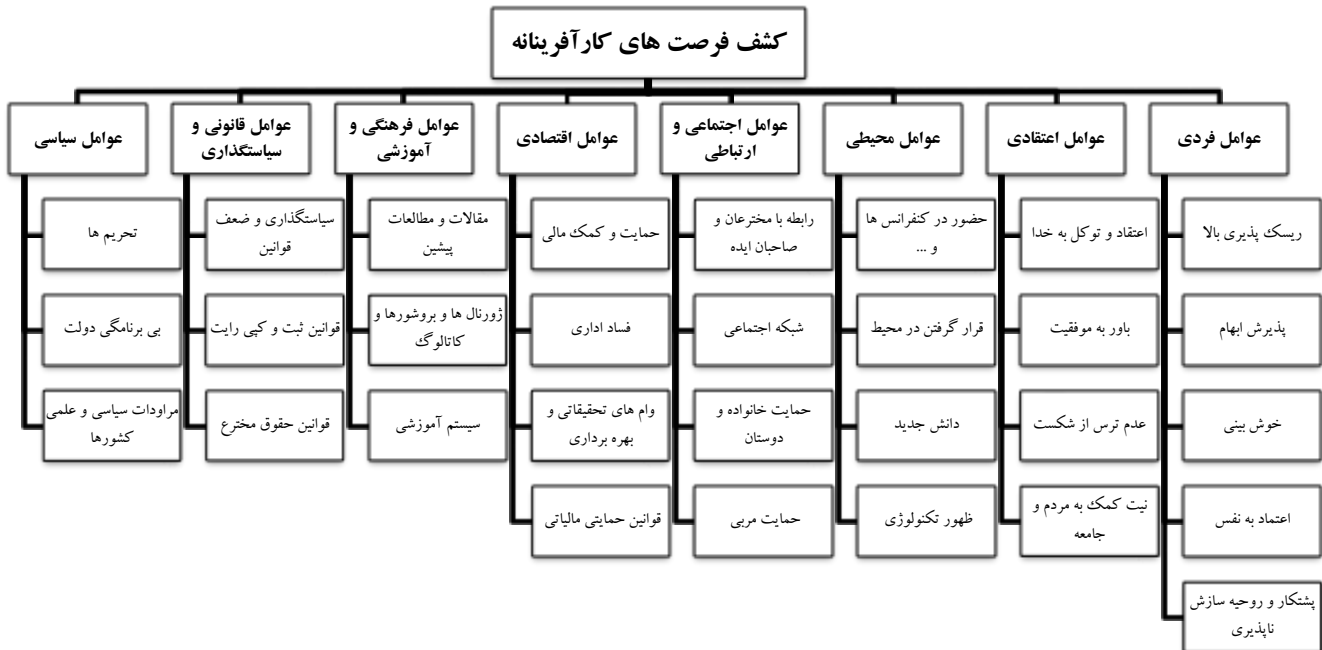 کشف فرصت های کارآفرینانه
عوامل فردی
ریسک پذیری بالا
پذیرش ابهام
خوش بینی
اعتماد به نفس
پشتکار و روحیه سازش
ناپذیری
عوامل اعتقادی
اعتقاد و توکل به خدا
باور به موفقیت
عدم ترس از شکست
نیت کمک به مردم و
جامعه
عوامل محیطی
حضور در کنفرانس ها
و ...
قرار گرفتن در محیط
دانش جدید
ظهور تکنولوژی
عوامل اجتماعی و
ارتباطی
رابطه با مخترعان و
صاحبان ایده
شبکه اجتماعی
حمایت خانواده و
دوستان
حمایت مربی
عوامل اقتصادی
حمایت و کمک مالی
فساد اداری
وام های تحقیقاتی و
بهره برداری
قوانین حمایتی مالیاتی
عوامل فرهنگی و
آموزشی
مقالات و مطالعات
پیشین
ژورنال ها و بروشورها و
کاتالوگ
سیستم آموزشی
عوامل قانونی و
سیاستگذاری
سیاستگذاری و ضعف
قوانین
قوانین ثبت و کپی رایت
قوانین حقوق مخترع
عوامل سیاسی
تحریم ها
بی برنامگی دولت
مراودات سیاسی و علمی
کشورها